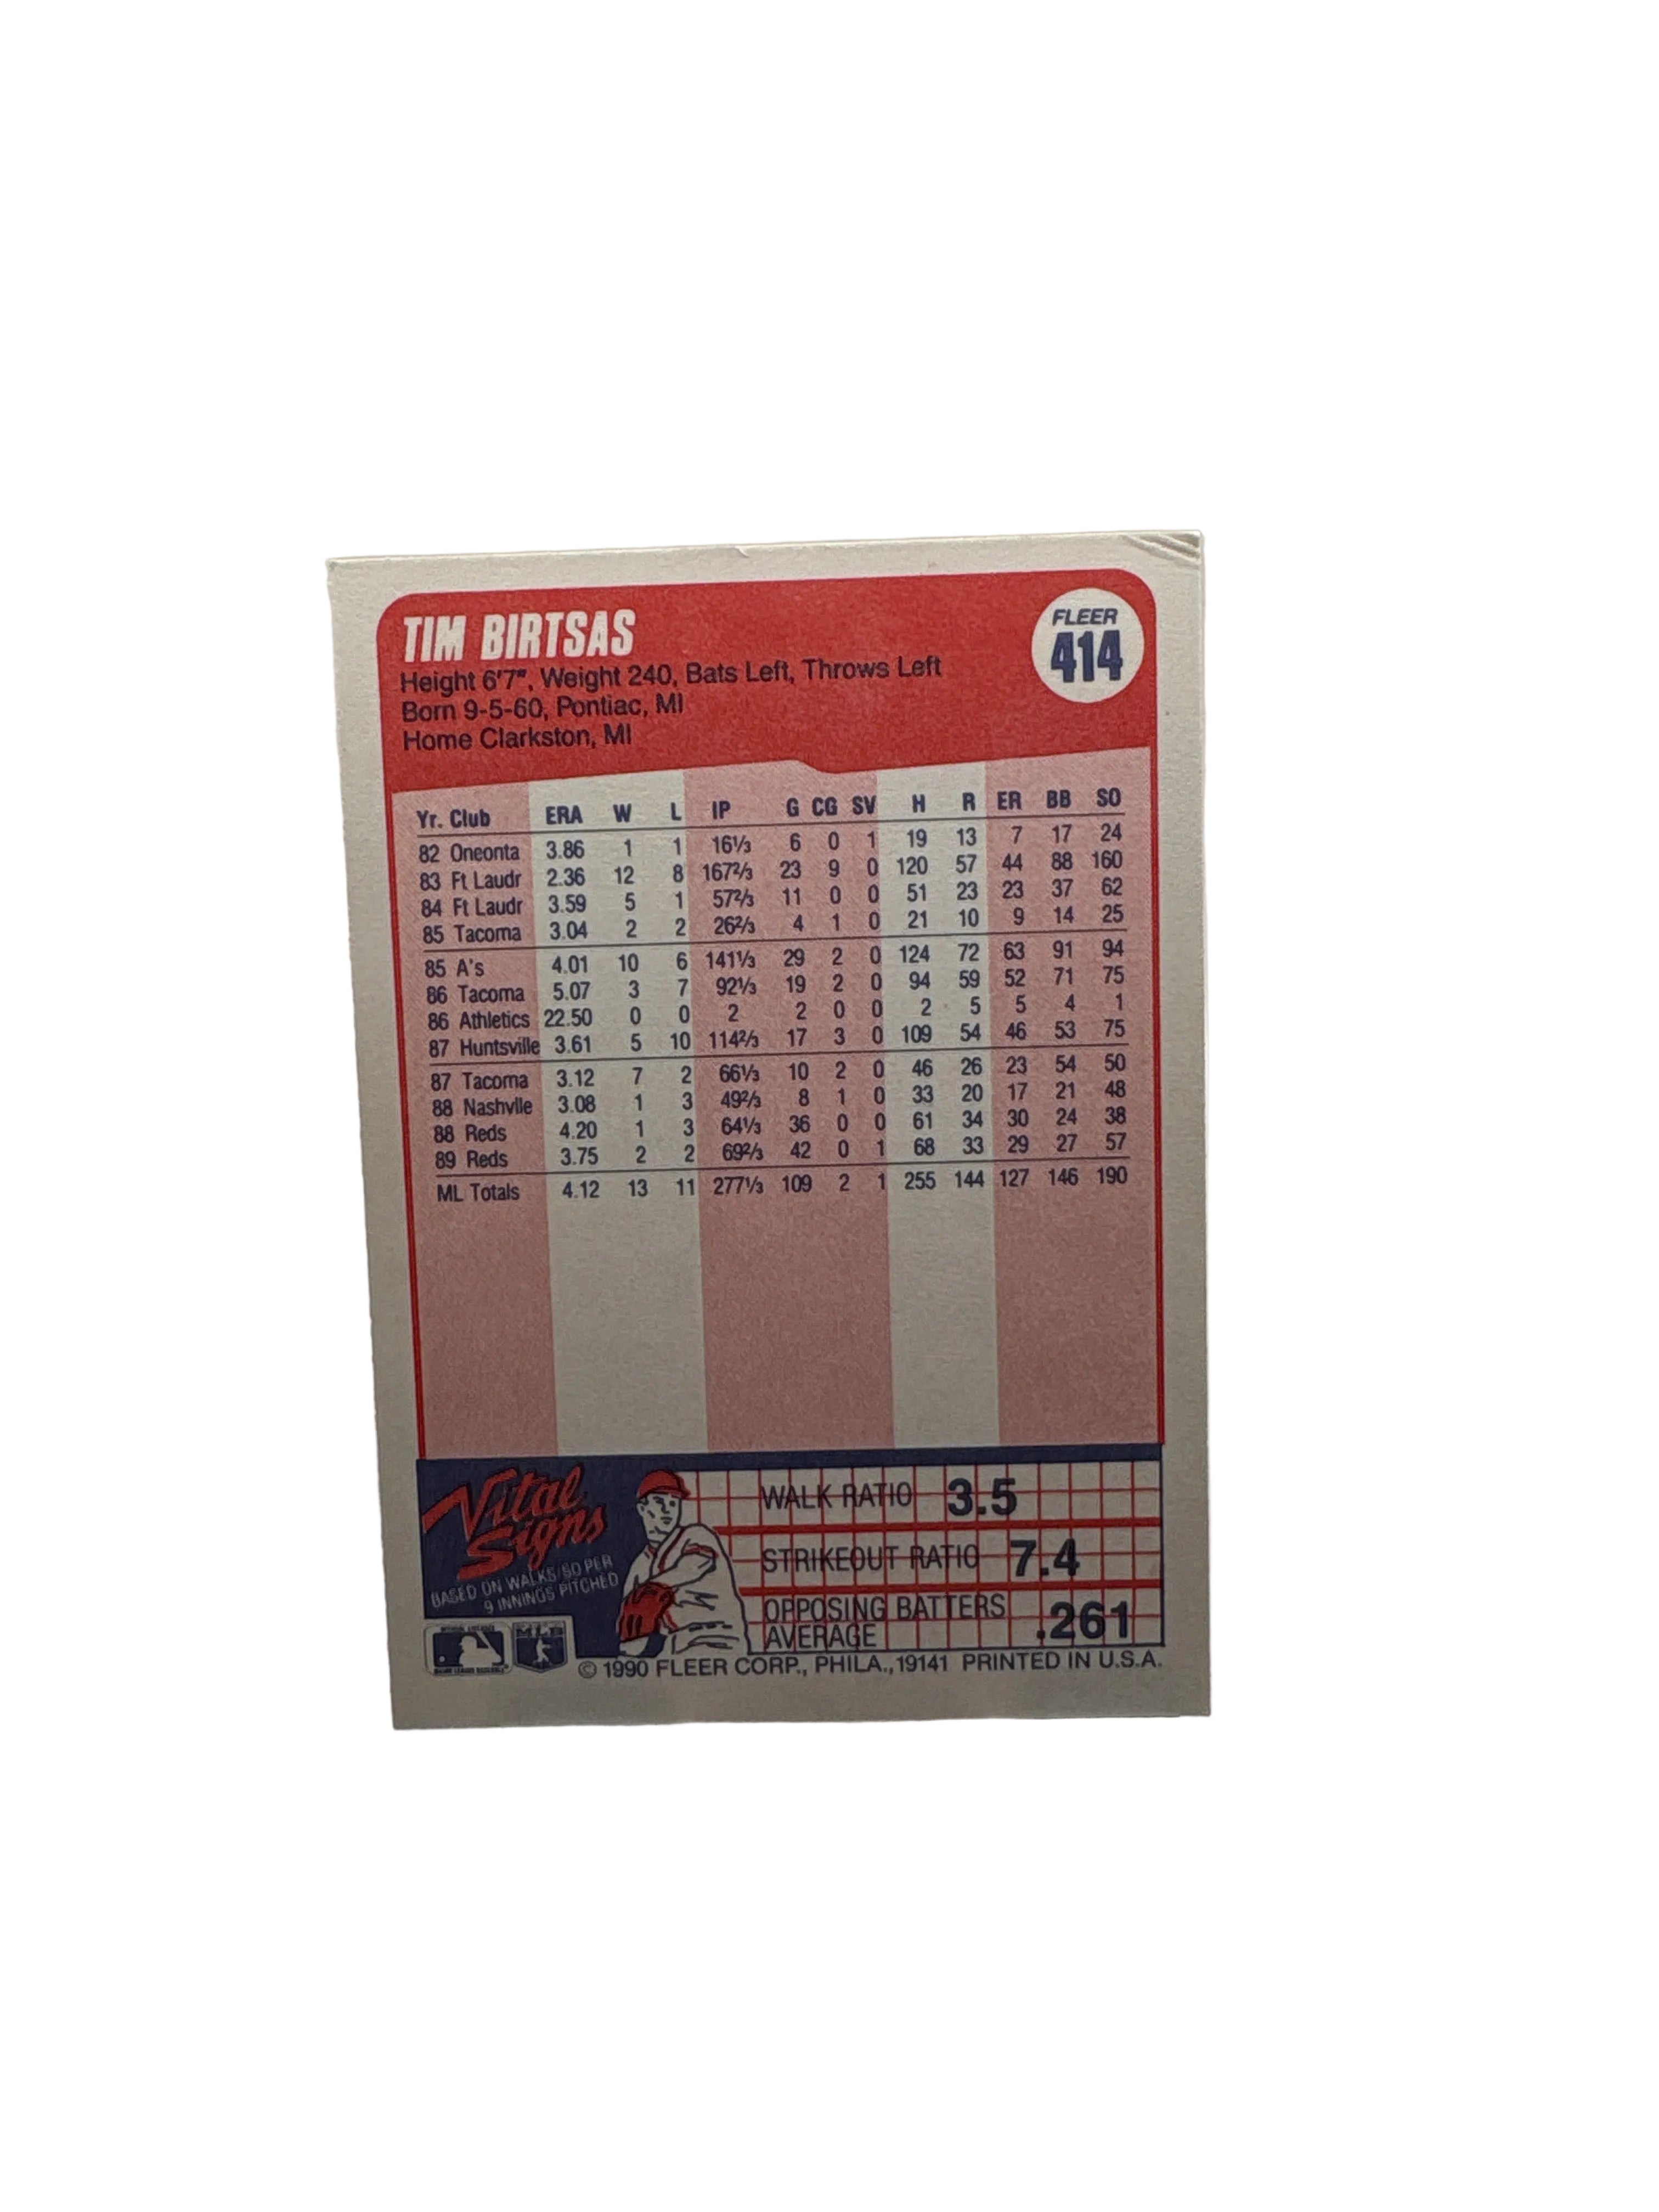 TIM BIRTSAS
FLEER
414
Height 6'7", Weight 240, Bats Left, Throws Left
Born 9-5-60, Pontiac, MI
Home Clarkston, MI
Yr. Club ERA W L IP G CG SV H R ER BB SO
82 Oneonta 3.86 1 1 16⅓ 6 0 1 19 13 7 17 24
83 Ft Laudr 2.36 12 8 167⅔ 23 9 0 120 57 44 88 160
84 Ft Laudr 3.59 5 1 57⅔ 11 0 0 51 23 23 37 62
85 Tacoma 3.04 2 2 26⅔ 4 1 0 21 10 9 14 25
85 A's 4.01 10 6 141⅓ 29 2 0 124 72 63 91 94
86 Tacoma 5.07 3 7 92⅓ 19 2 0 94 59 52 71 75
86 Athletics 22.50 0 0 2 2 0 0 2 5 5 4 1
87 Huntsville 3.61 5 10 114⅔ 17 3 0 109 54 46 53 75
87 Tacoma 3.12 7 2 66⅓ 10 2 0 46 26 23 54 50
88 Nashvlle 3.08 1 3 49⅔ 8 1 0 33 20 17 21 48
88 Reds 4.20 1 3 64⅓ 36 0 0 61 34 30 24 38
89 Reds 3.75 2 2 69⅔ 42 0 1 68 33 29 27 57
ML Totals 4.12 13 11 277⅓ 109 2 1 255 144 127 146 190
Vital
Signs
BASED ON WALKS/SO PER
9 INNINGS PITCHED
WALK RATIO 3.5
STRIKEOUT RATIO 7.4
OPPOSING BATTERS
AVERAGE .261
MLB
© 1990 FLEER CORP., PHILA., 19141 PRINTED IN U.S.A.